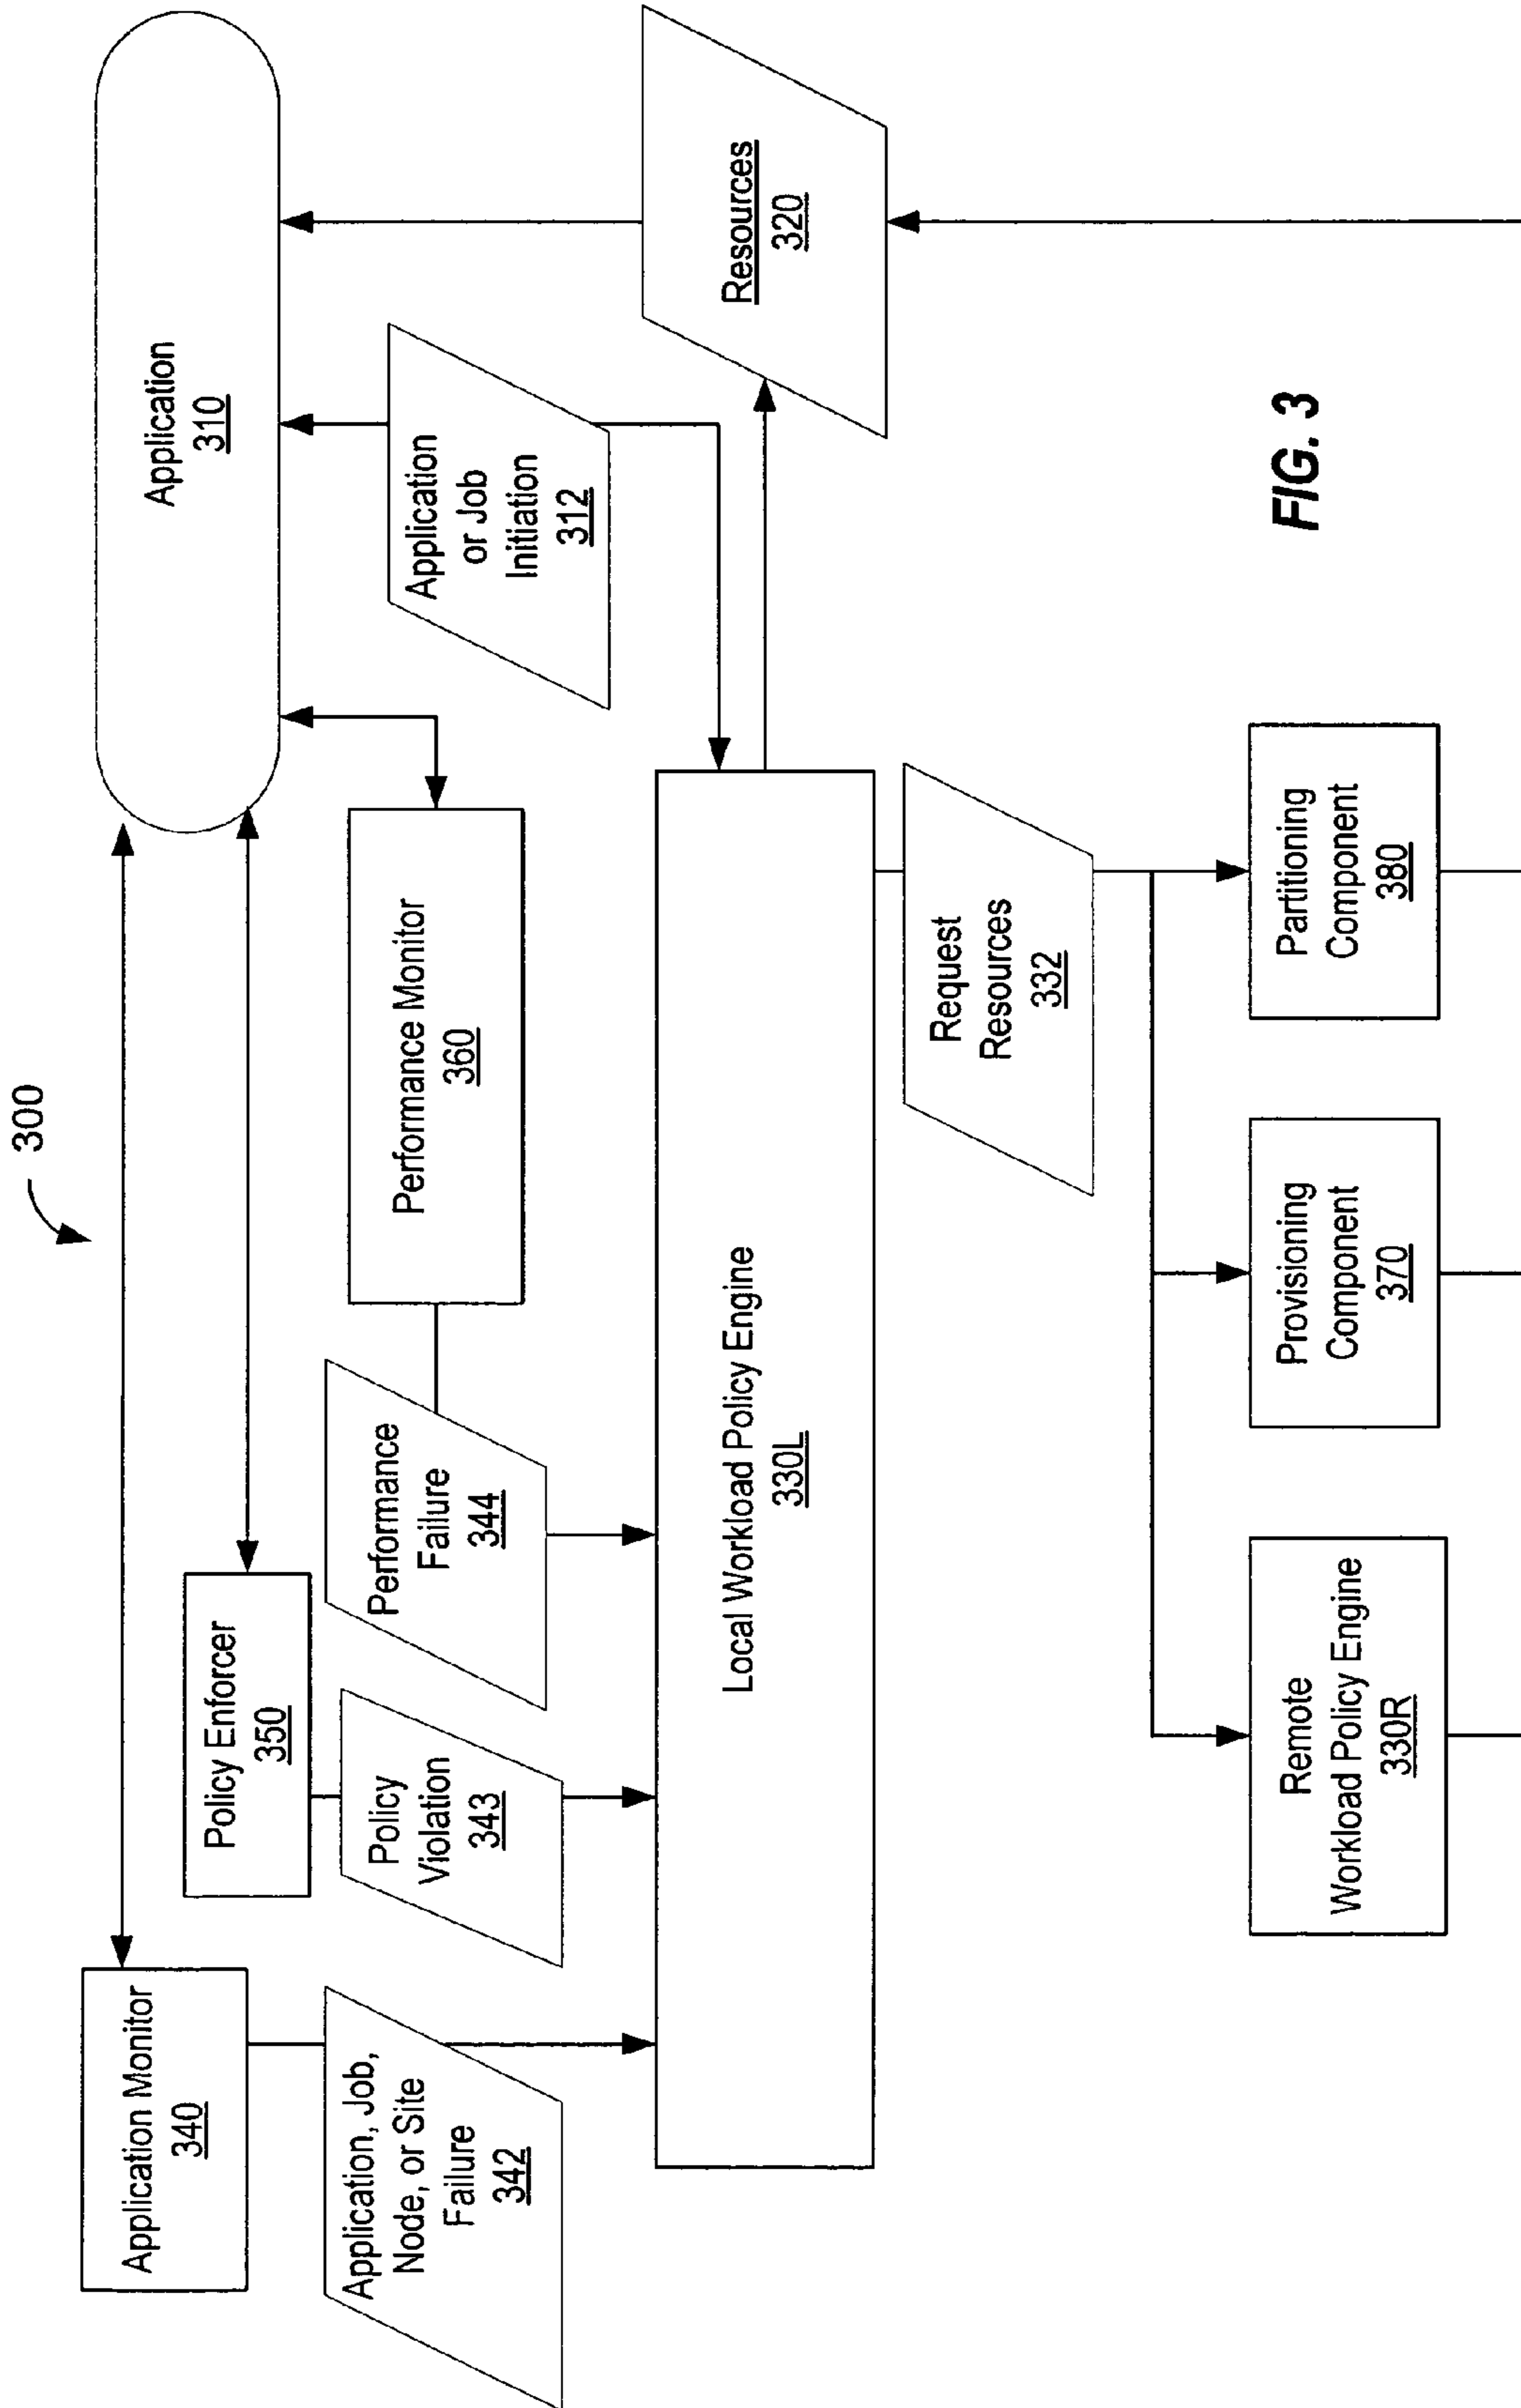 300
Application Monitor
340
Policy Enforcer
350
Application
310
Application, Job,
Node, or Site
Failure
342
Policy
Violation
343
Performance
Failure
344
Performance Monitor
360
Application
or Job
Initiation
312
Local Workload Policy Engine
330L
Resources
320
Request
Resources
332
Remote
Workload Policy Engine
330R
Provisioning
Component
370
Partitioning
Component
380
FIG. 3